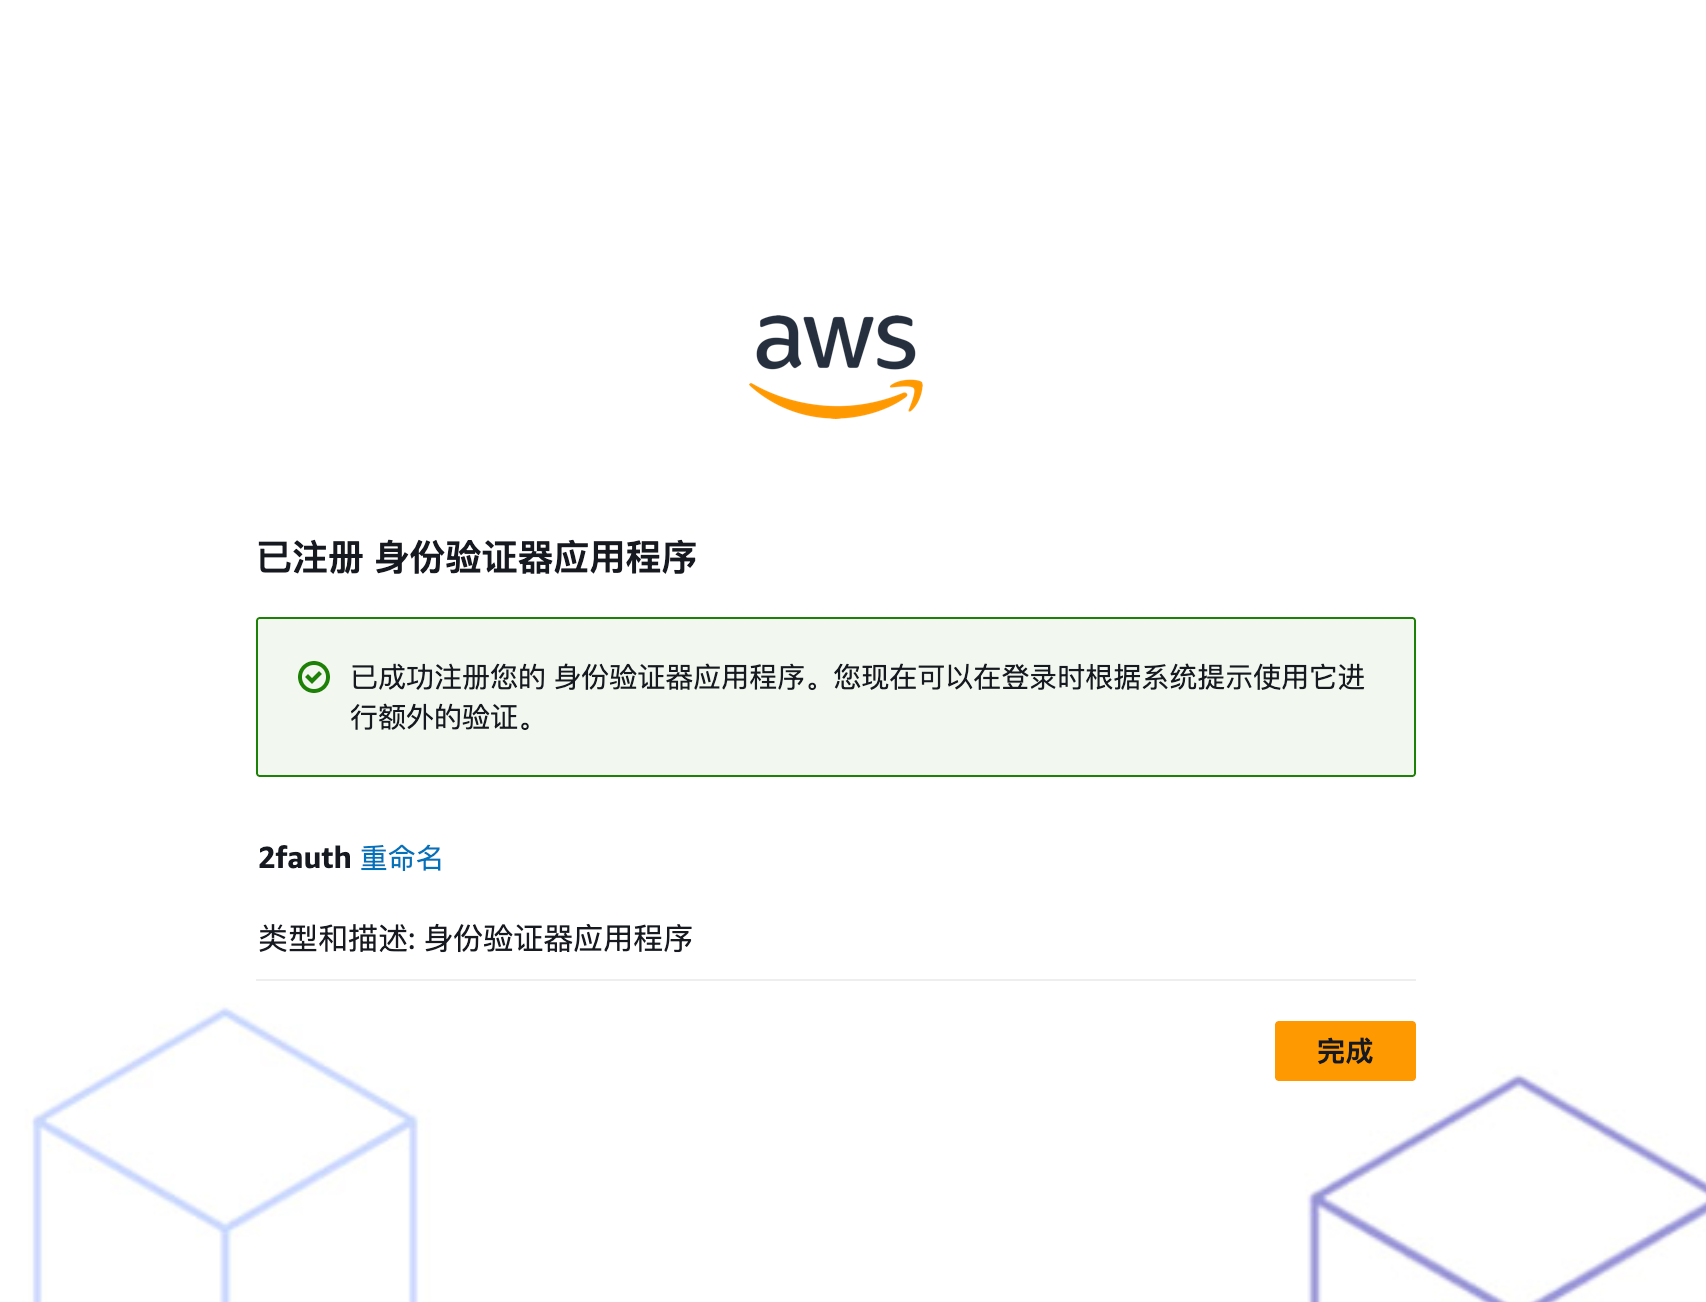 aws
已注册 身份验证器应用程序
已成功注册您的 身份验证器应用程序。您现在可以在登录时根据系统提示使用它进
行额外的验证。
2fauth 重命名
类型和描述: 身份验证器应用程序
完成